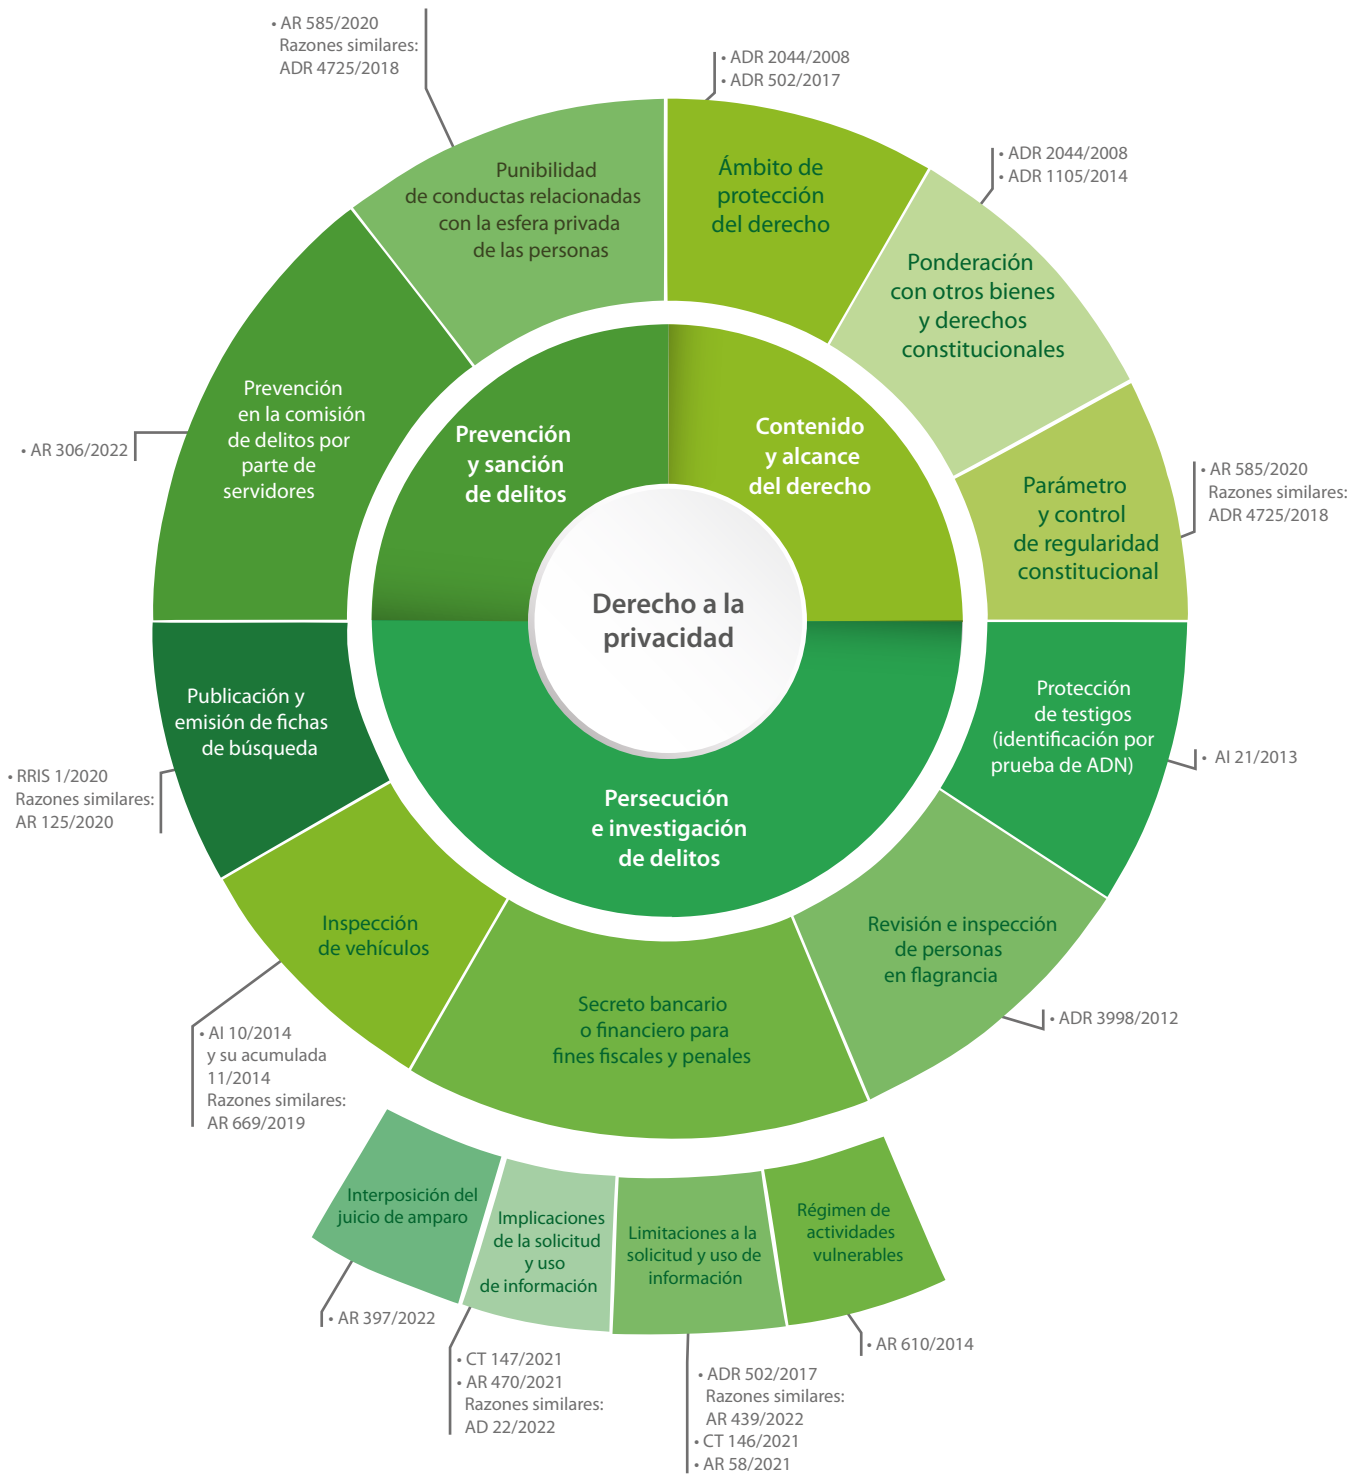 • AR 585/2020
Razones similares:
ADR 4725/2018
• ADR 2044/2008
• ADR 502/2017
• ADR 2044/2008
• ADR 1105/2014
Punibilidad
de conductas relacionadas
con la esfera privada
de las personas
Ámbito de
protección
del derecho
Ponderación
con otros bienes
y derechos
constitucionales
Prevención
en la comisión
de delitos por
parte de
servidores
• AR 306/2022
Prevención
y sanción
de delitos
Contenido
y alcance
del derecho
Parámetro
y control
de regularidad
constitucional
• AR 585/2020
Razones similares:
ADR 4725/2018
Derecho a la
privacidad
Publicación y
emisión de fichas
de búsqueda
• RRIS 1/2020
Razones similares:
AR 125/2020
Protección
de testigos
(identificación por
prueba de ADN)
• AI 21/2013
Persecución
e investigación
de delitos
Inspección
de vehículos
Revisión e inspección
de personas
en flagrancia
• ADR 3998/2012
Secreto bancario
o financiero para
fines fiscales y penales
• AI 10/2014
y su acumulada
11/2014
Razones similares:
AR 669/2019
Interposición del
juicio de amparo
Implicaciones
de la solicitud
y uso
de información
Limitaciones a la
solicitud y uso de
información
Régimen de
actividades
vulnerables
• AR 397/2022
• CT 147/2021
• AR 470/2021
Razones similares:
AD 22/2022
• ADR 502/2017
Razones similares:
AR 439/2022
• CT 146/2021
• AR 58/2021
• AR 610/2014